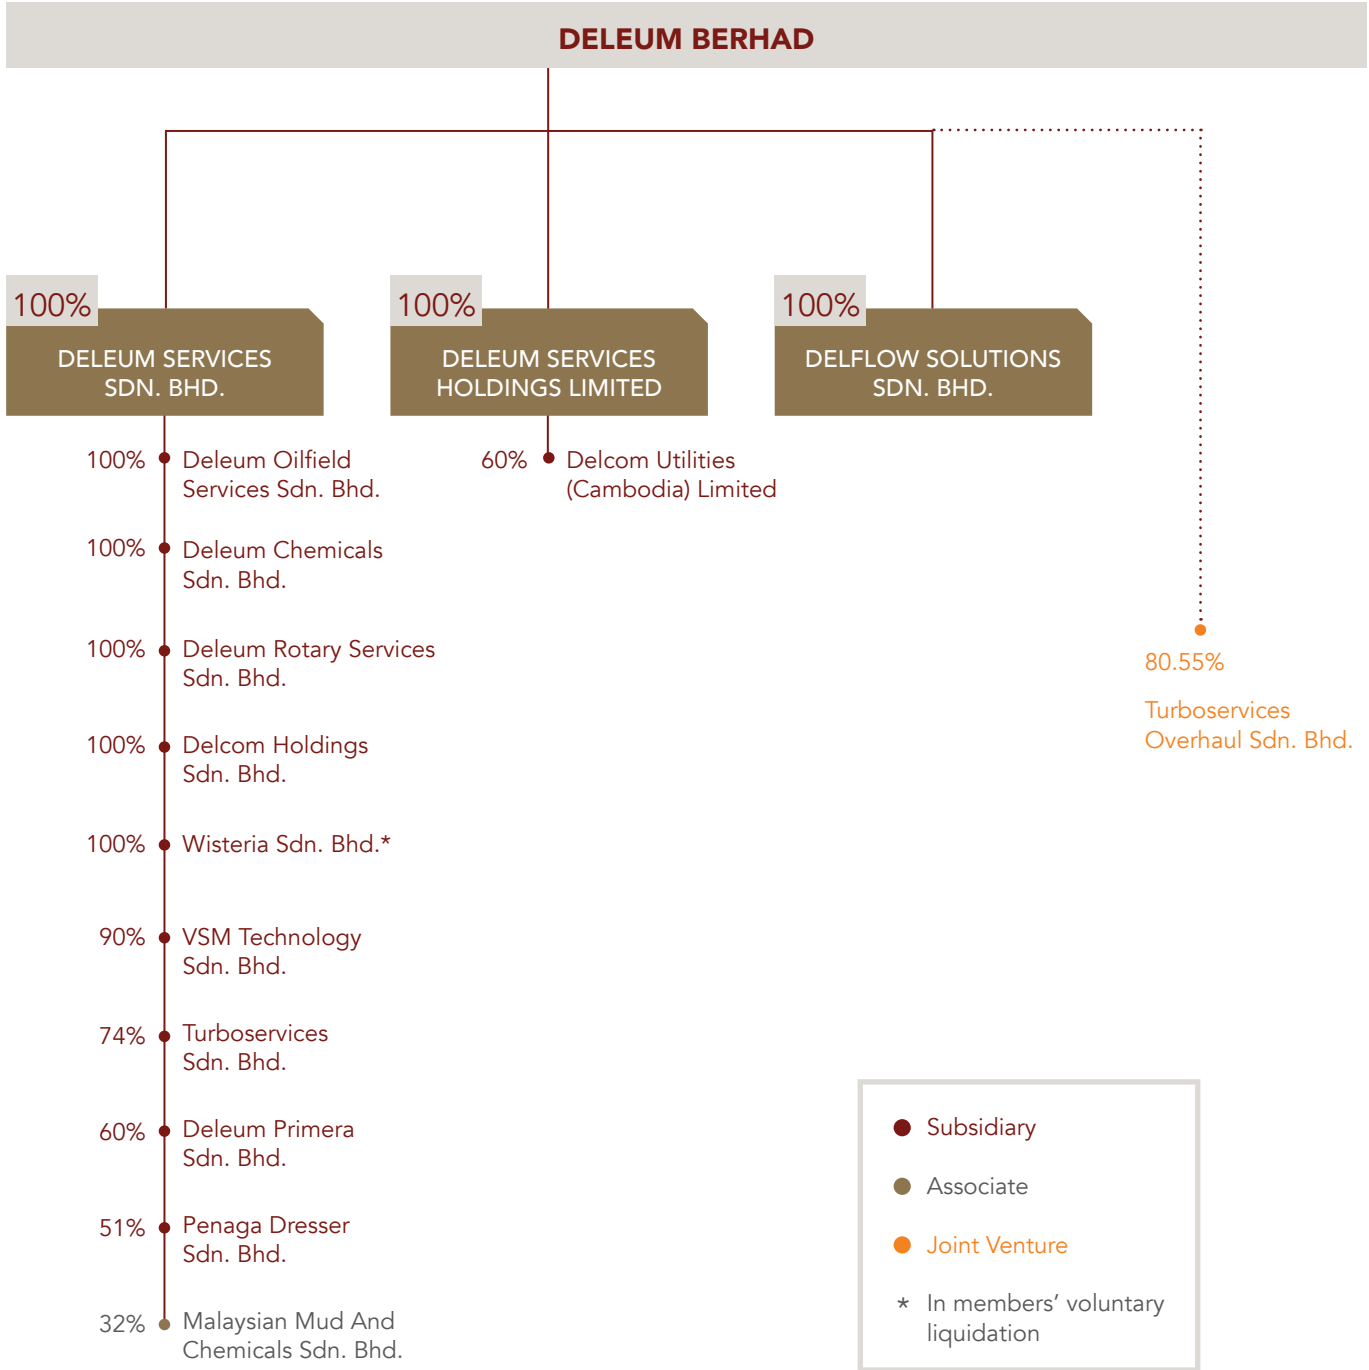 DELEUM BERHAD
100%
DELEUM SERVICES
SDN. BHD.
100%
DELEUM SERVICES
HOLDINGS LIMITED
100%
DELFLOW SOLUTIONS
SDN. BHD.
100%
Deleum Oilfield
Services Sdn. Bhd.
100%
Deleum Chemicals
Sdn. Bhd.
100%
Deleum Rotary Services
Sdn. Bhd.
100%
Delcom Holdings
Sdn. Bhd.
100%
Wisteria Sdn. Bhd.*
90%
VSM Technology
Sdn. Bhd.
74%
Turboservices
Sdn. Bhd.
60%
Deleum Primera
Sdn. Bhd.
51%
Penaga Dresser
Sdn. Bhd.
32%
Malaysian Mud And
Chemicals Sdn. Bhd.
60%
Delcom Utilities
(Cambodia) Limited
80.55%
Turboservices
Overhaul Sdn. Bhd.
Subsidiary
Associate
Joint Venture
* In members’ voluntary
liquidation